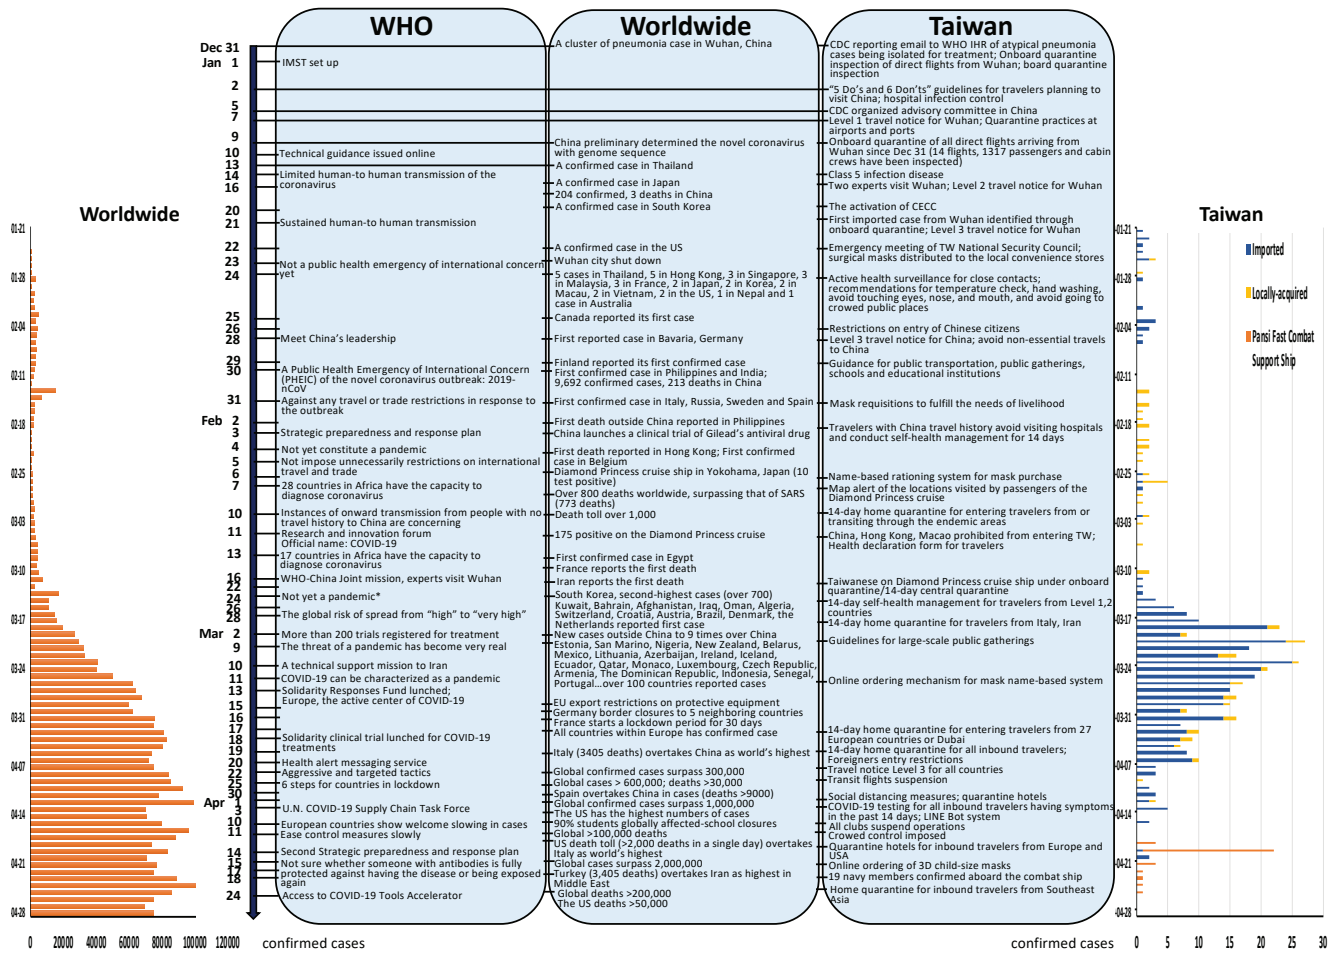 WHO
Worldwide
Taiwan
Dec 31
Jan 1
2
5
7
9
10
13
14
16
20
21
22
23
24
25
26
28
29
30
31
Feb 2
3
4
5
6
7
10
11
13
16
22
24
26
28
Mar 2
9
10
11
13
15
16
17
18
19
20
22
25
30
Apr 1
3
10
11
14
15
17
18
24
IMST set up
Technical guidance issued online
Limited human-to human transmission of the
coronavirus
Sustained human-to human transmission
Not a public health emergency of international concern
yet
Meet China's leadership
A Public Health Emergency of International Concern
(PHEIC) of the novel coronavirus outbreak: 2019-
nCoV
Against any travel or trade restrictions in response to
the outbreak
Strategic preparedness and response plan
Not yet constitute a pandemic
Not impose unnecessarily restrictions on international
travel and trade
28 countries in Africa have the capacity to
diagnose coronavirus
Instances of onward transmission from people with no
travel history to China are concerning
Research and innovation forum
Official name: COVID-19
17 countries in Africa have the capacity to
diagnose coronavirus
WHO-China Joint mission, experts visit Wuhan
Not yet a pandemic*
The global risk of spread from “high” to “very high”
More than 200 trials registered for treatment
The threat of a pandemic has become very real
A technical support mission to Iran
COVID-19 can be characterized as a pandemic
Solidarity Responses Fund lunched;
Europe, the active center of COVID-19
Solidarity clinical trial lunched for COVID-19
treatments
Health alert messaging service
Aggressive and targeted tactics
6 steps for countries in lockdown
U.N. COVID-19 Supply Chain Task Force
European countries show welcome slowing in cases
Ease control measures slowly
Second Strategic preparedness and response plan
Not sure whether someone with antibodies is fully
protected against having the disease or being exposed
again
Access to COVID-19 Tools Accelerator
A cluster of pneumonia case in Wuhan, China
China preliminary determined the novel coronavirus
with genome sequence
A confirmed case in Thailand
A confirmed case in Japan
204 confirmed, 3 deaths in China
A confirmed case in South Korea
A confirmed case in the US
Wuhan city shut down
5 cases in Thailand, 5 in Hong Kong, 3 in Singapore, 3
in Malaysia, 3 in France, 2 in Japan, 2 in Korea, 2 in
Macau, 2 in Vietnam, 2 in the US, 1 in Nepal and 1
case in Australia
Canada reported its first case
First reported case in Bavaria, Germany
Finland reported its first confirmed case
First confirmed case in Philippines and India;
9,692 confirmed cases, 213 deaths in China
First confirmed case in Italy, Russia, Sweden and Spain
First death outside China reported in Philippines
China launches a clinical trial of Gilead's antiviral drug
First death reported in Hong Kong; First confirmed
case in Belgium
Diamond Princess cruise ship in Yokohama, Japan (10
test positive)
Over 800 deaths worldwide, surpassing that of SARS
(773 deaths)
Death toll over 1,000
175 positive on the Diamond Princess cruise
First confirmed case in Egypt
France reports the first death
Iran reports the first death
South Korea, second-highest cases (over 700)
Kuwait, Bahrain, Afghanistan, Iraq, Oman, Algeria,
Switzerland, Croatia, Austria, Brazil, Denmark, the
Netherlands reported first case
New cases outside China to 9 times over China
Estonia, San Marino, Nigeria, New Zealand, Belarus,
Mexico, Lithuania, Azerbaijan, Ireland, Iceland,
Ecuador, Qatar, Monaco, Luxembourg, Czech Republic,
Armenia, The Dominican Republic, Indonesia, Senegal,
Portugal...over 100 countries reported cases
EU export restrictions on protective equipment
Germany border closures to 5 neighboring countries
France starts a lockdown period for 30 days
All countries within Europe has confirmed case
Italy (3405 deaths) overtakes China as world's highest
Global confirmed cases surpass 300,000
Global cases > 600,000; deaths >30,000
Spain overtakes China in cases (deaths >9000)
Global confirmed cases surpass 1,000,000
The US has the highest numbers of cases
90% students globally affected-school closures
Global >100,000 deaths
US death toll (>2,000 deaths in a single day) overtakes
Italy as world's highest
Global cases surpass 2,000,000
Turkey (3,405 deaths) overtakes Iran as highest in
Middle East
Global deaths >200,000
The US deaths >50,000
CDC reporting email to WHO IHR of atypical pneumonia
cases being isolated for treatment; Onboard quarantine
inspection of direct flights from Wuhan; board quarantine
inspection
“5 Do's and 6 Don'ts” guidelines for travelers planning to
visit China; hospital infection control
CDC organized advisory committee in China
Level 1 travel notice for Wuhan; Quarantine practices at
airports and ports
Onboard quarantine of all direct flights arriving from
Wuhan since Dec 31 (14 flights, 1317 passengers and cabin
crews have been inspected)
Class 5 infection disease
Two experts visit Wuhan; Level 2 travel notice for Wuhan
The activation of CECC
First imported case from Wuhan identified through
onboard quarantine; Level 3 travel notice for Wuhan
Emergency meeting of TW National Security Council;
surgical masks distributed to the local convenience stores
Active health surveillance for close contacts;
recommendations for temperature check, hand washing,
avoid touching eyes, nose, and mouth, and avoid going to
crowded public places
Restrictions on entry of Chinese citizens
Level 3 travel notice for China; avoid non-essential travels
to China
Guidance for public transportation, public gatherings,
schools and educational institutions
Mask requisitions to fulfill the needs of livelihood
Travelers with China travel history avoid visiting hospitals
and conduct self-health management for 14 days
Name-based rationing system for mask purchase
Map alert of the locations visited by passengers of the
Diamond Princess cruise
14-day home quarantine for entering travelers from or
transiting through the endemic areas
China, Hong Kong, Macao prohibited from entering TW;
Health declaration form for travelers
Taiwanese on Diamond Princess cruise ship under onboard
quarantine/14-day central quarantine
14-day self-health management for travelers from Level 1,2
countries
14-day home quarantine for travelers from Italy, Iran
Guidelines for large-scale public gatherings
Online ordering mechanism for mask name-based system
14-day home quarantine for entering travelers from 27
European countries or Dubai
14-day home quarantine for all inbound travelers;
Foreigners entry restrictions
Travel notice Level 3 for all countries
Transit flights suspension
Social distancing measures; quarantine hotels
COVID-19 testing for all inbound travelers having symptoms
in the past 14 days; LINE Bot system
All clubs suspend operations
Crowed control imposed
Quarantine hotels for inbound travelers from Europe and
USA
Online ordering of 3D child-size masks
19 navy members confirmed aboard the combat ship
Home quarantine for inbound travelers from Southeast
Asia
Worldwide
01-21
01-28
02-04
02-11
02-18
02-25
03-03
03-10
03-17
03-24
03-31
04-07
04-14
04-21
04-28
0 20000 40000 60000 80000 100000 120000
confirmed cases
Taiwan
01-21
01-28
02-04
02-11
02-18
02-25
03-03
03-10
03-17
03-24
03-31
04-07
04-14
04-21
04-28
Imported
Locally-acquired
Pansi Fast Combat
Support Ship
confirmed cases
0 5 10 15 20 25 30